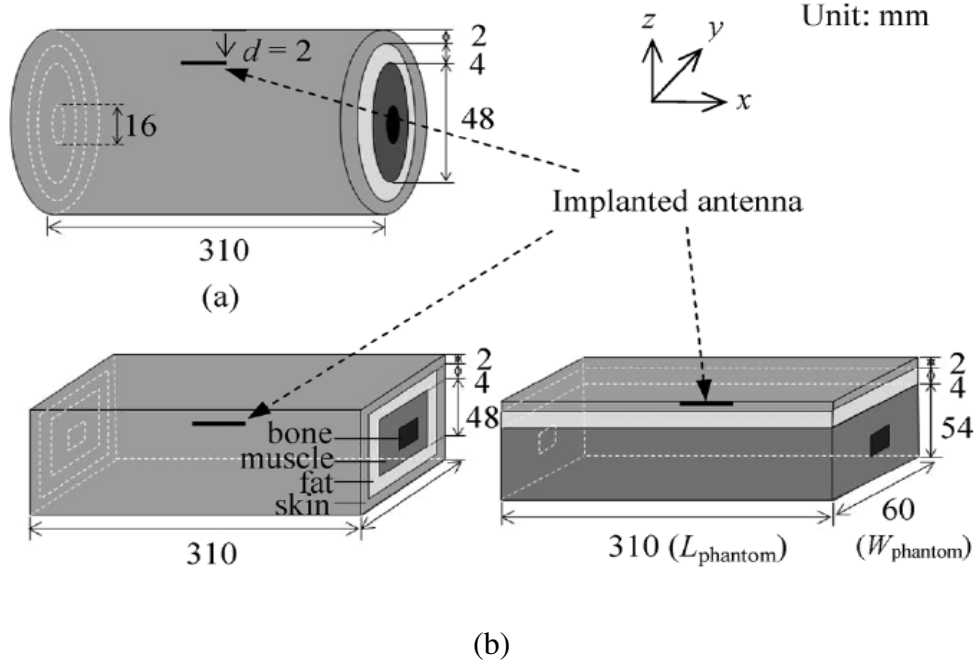 Unit: mm
z
y
x
d = 2
2
4
48
16
310
Implanted antenna
(a)
2
4
48
bone
muscle
fat
skin
310
2
4
54
60
310 (Lphantom)
(Wphantom)
(b)